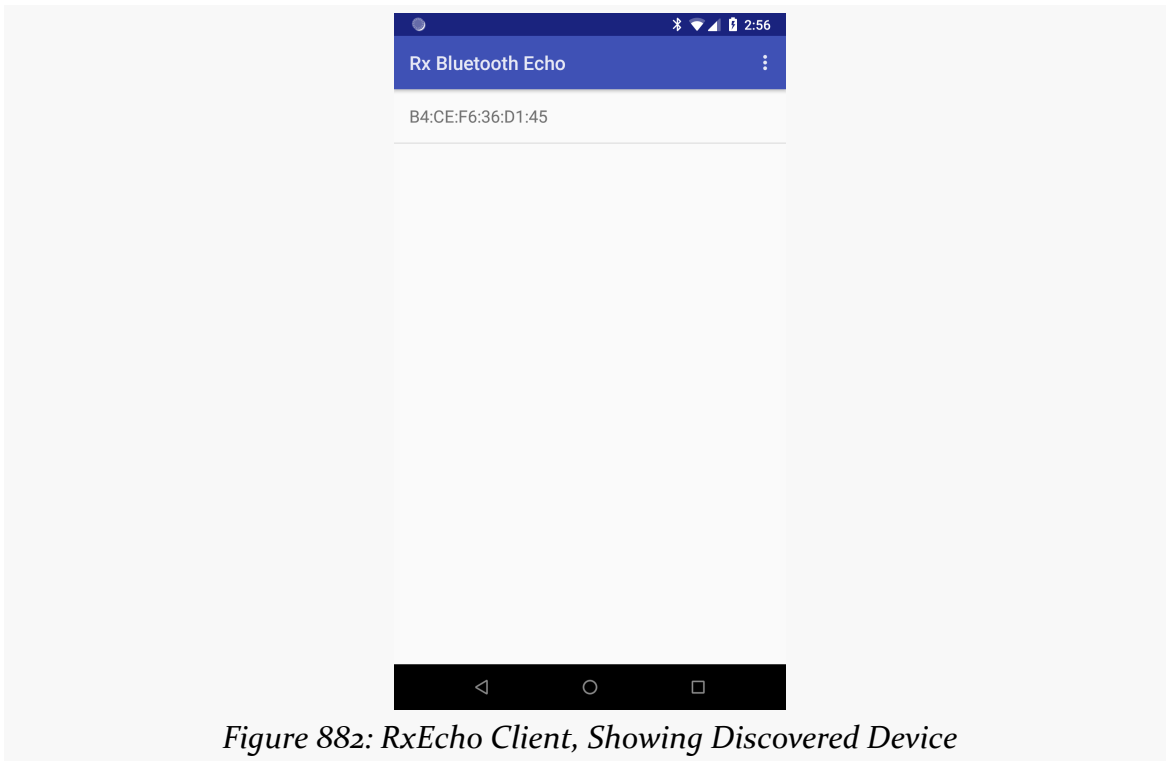 2:56
Rx Bluetooth Echo
B4:CE:F6:36:D1:45
Figure 882: RxEcho Client, Showing Discovered Device